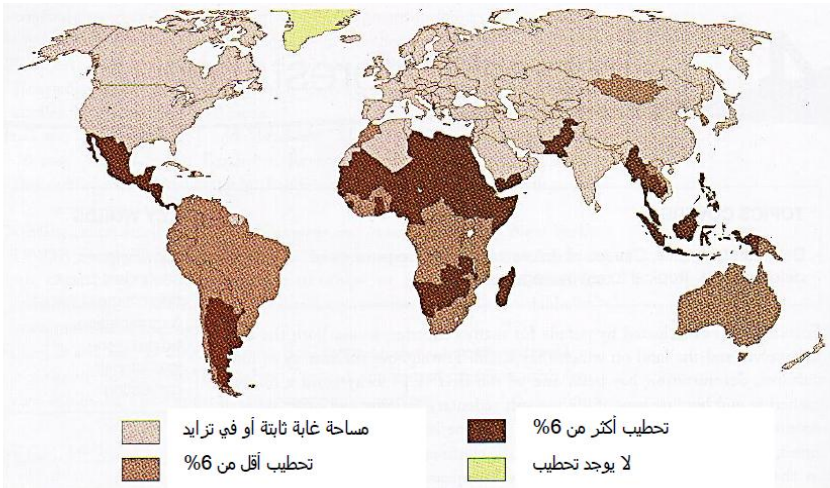 مساحة غابة ثابتة أو في تزايد
تحطيب أكثر من 6%
تحطيب أقل من 6%
لا يوجد تحطيب